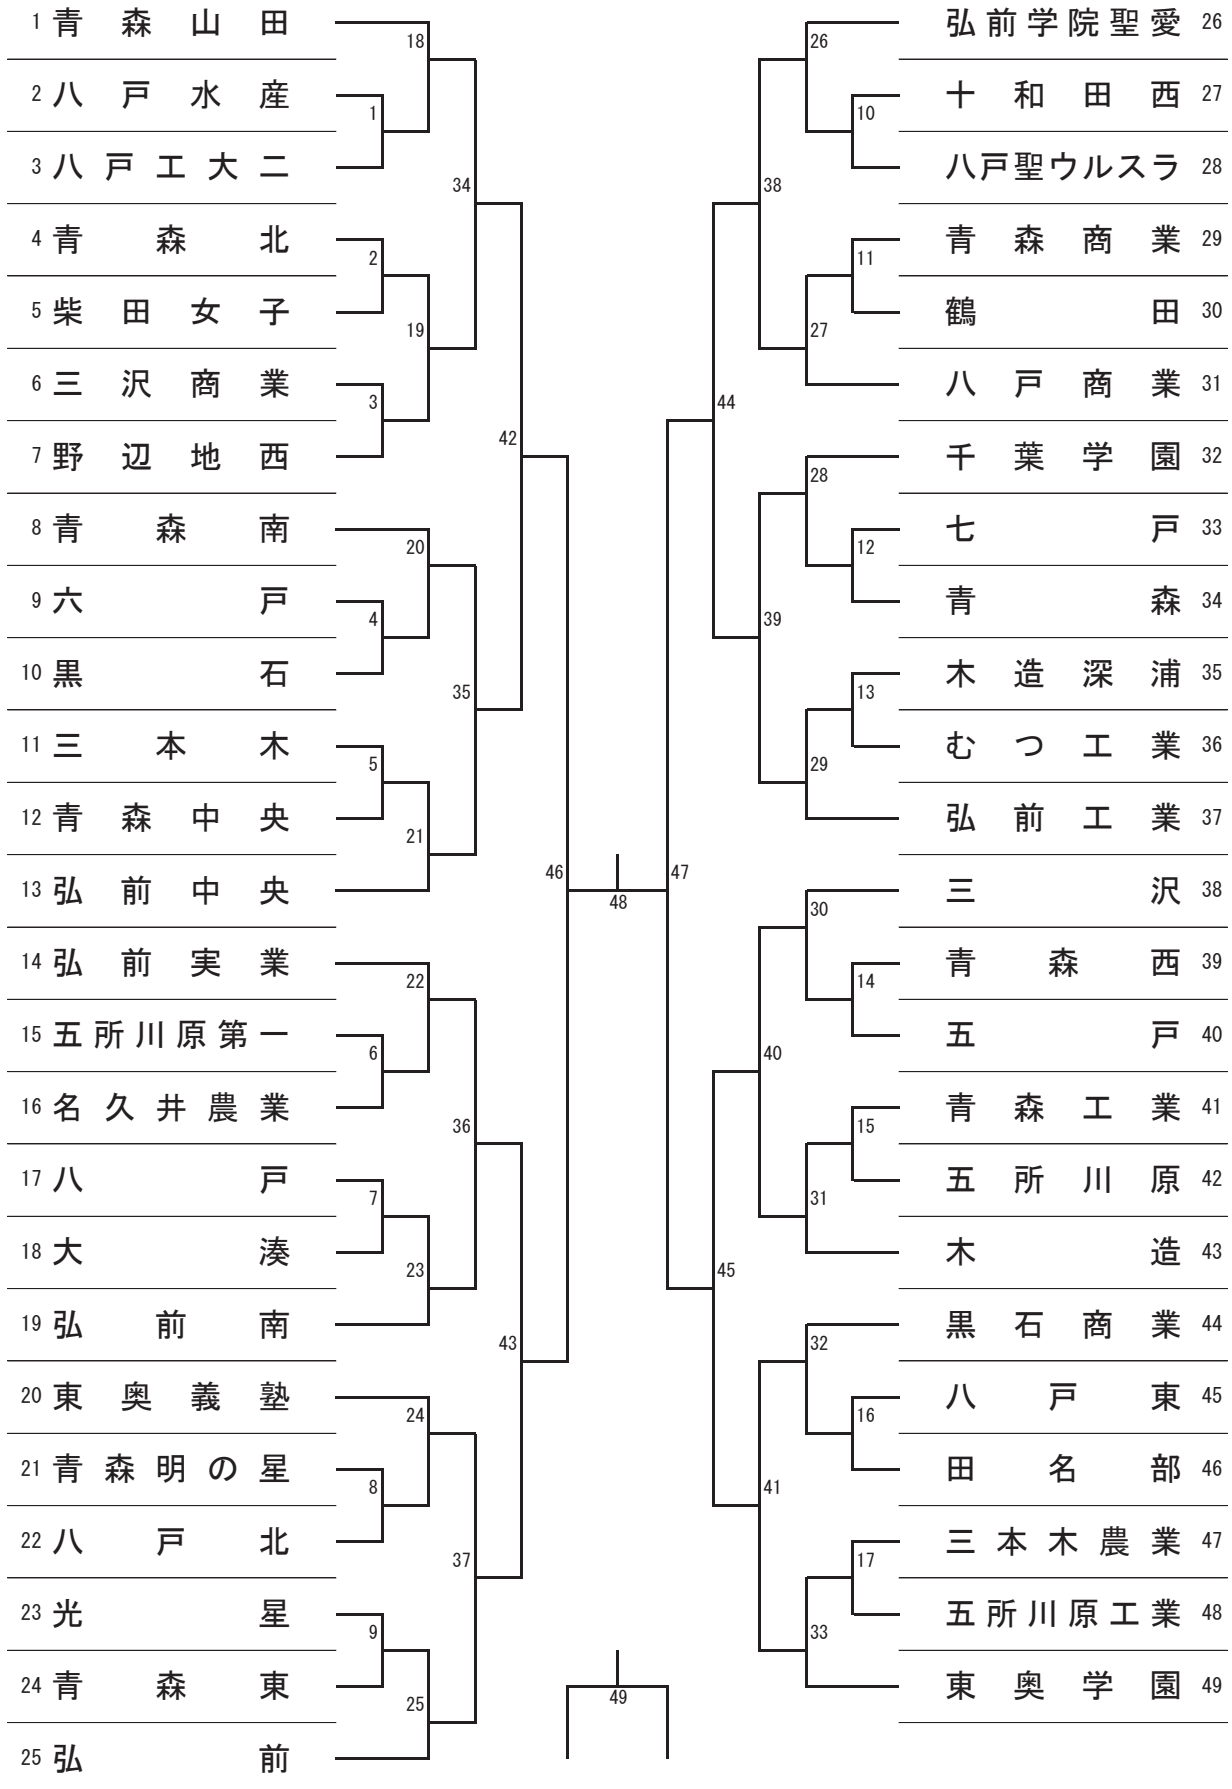 1 青森山田
2 八戸水産
3 八戸工大二
4 青森北
5 柴田女子
6 三沢商業
7 野辺地西
8 青森南
9 六戸
10 黒石
11 三本木
12 青森中央
13 弘前中央
14 弘前実業
15 五所川原第一
16 名久井農業
17 八戸
18 大湊
19 弘前南
20 東奥義塾
21 青森明の星
22 八戸北
23 光星
24 青森東
25 弘前
18
1
34
2
19
3
42
20
4
35
5
21
46
22
6
36
7
23
43
24
8
37
9
25
48
49
47
26
10
38
11
27
44
28
12
39
13
29
30
14
40
15
31
45
32
16
41
17
33
弘前学院聖愛 26
十和田西 27
八戸聖ウルスラ 28
青森商業 29
鶴田 30
八戸商業 31
千葉学園 32
七戸 33
青森 34
木造深浦 35
むつ工業 36
弘前工業 37
三沢 38
青森西 39
五戸 40
青森工業 41
五所川原 42
木造 43
黒石商業 44
八戸東 45
田名部 46
三本木農業 47
五所川原工業 48
東奥学園 49